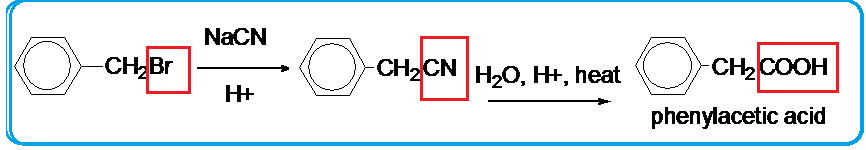 CH₂Br
NaCN
H+
CH₂CN
H₂O, H+, heat
CH₂COOH
phenylacetic acid